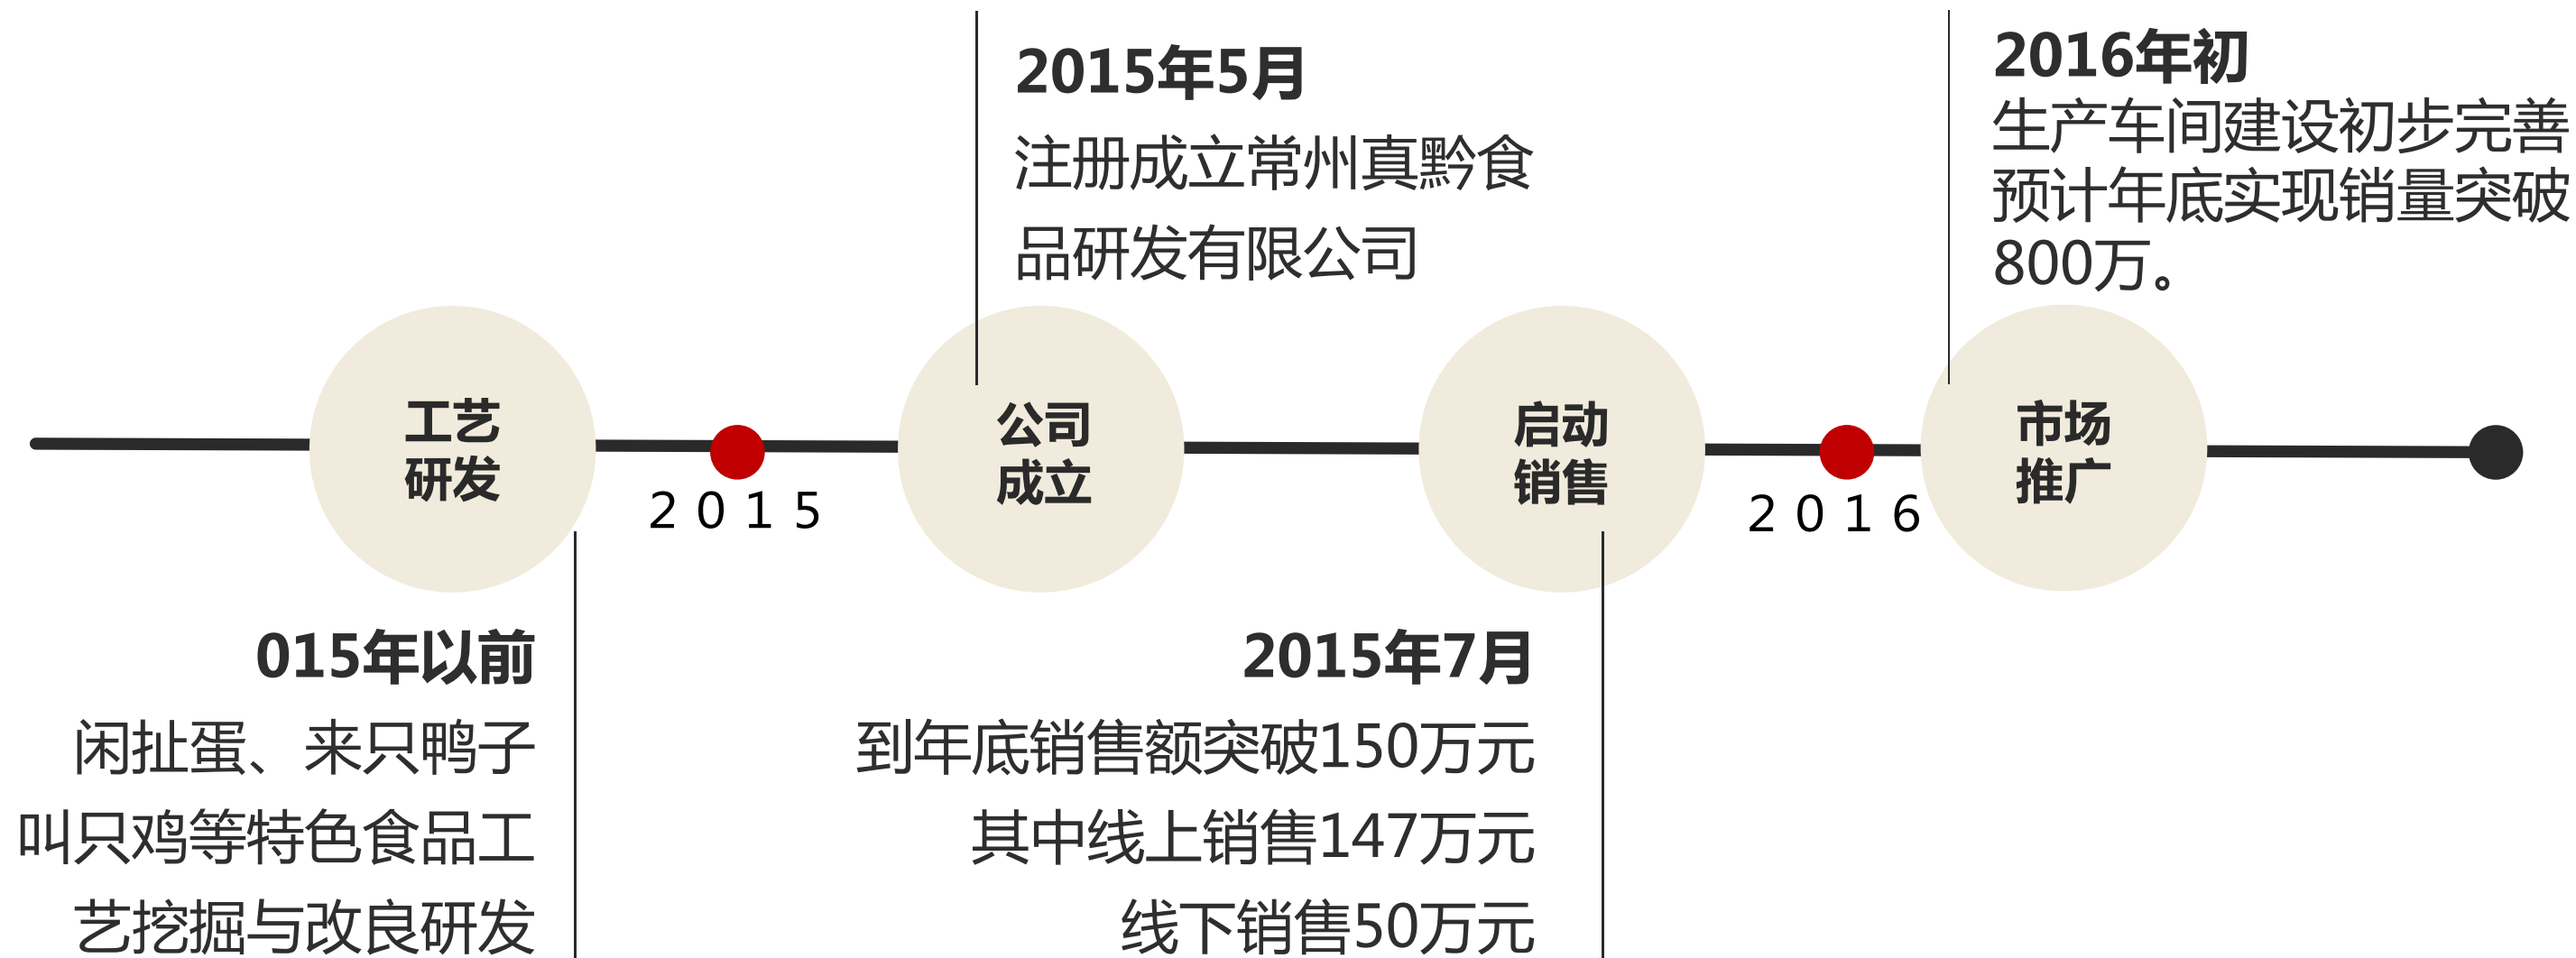 2015年5月
注册成立常州真黔食
品研发有限公司
2016年初
生产车间建设初步完善
预计年底实现销量突破
800万。
工艺
研发
2015
公司
成立
启动
销售
2016
市场
推广
015年以前
闲扯蛋、来只鸭子
叫只鸡等特色食品工
艺挖掘与改良研发
2015年7月
到年底销售额突破150万元
其中线上销售147万元
线下销售50万元